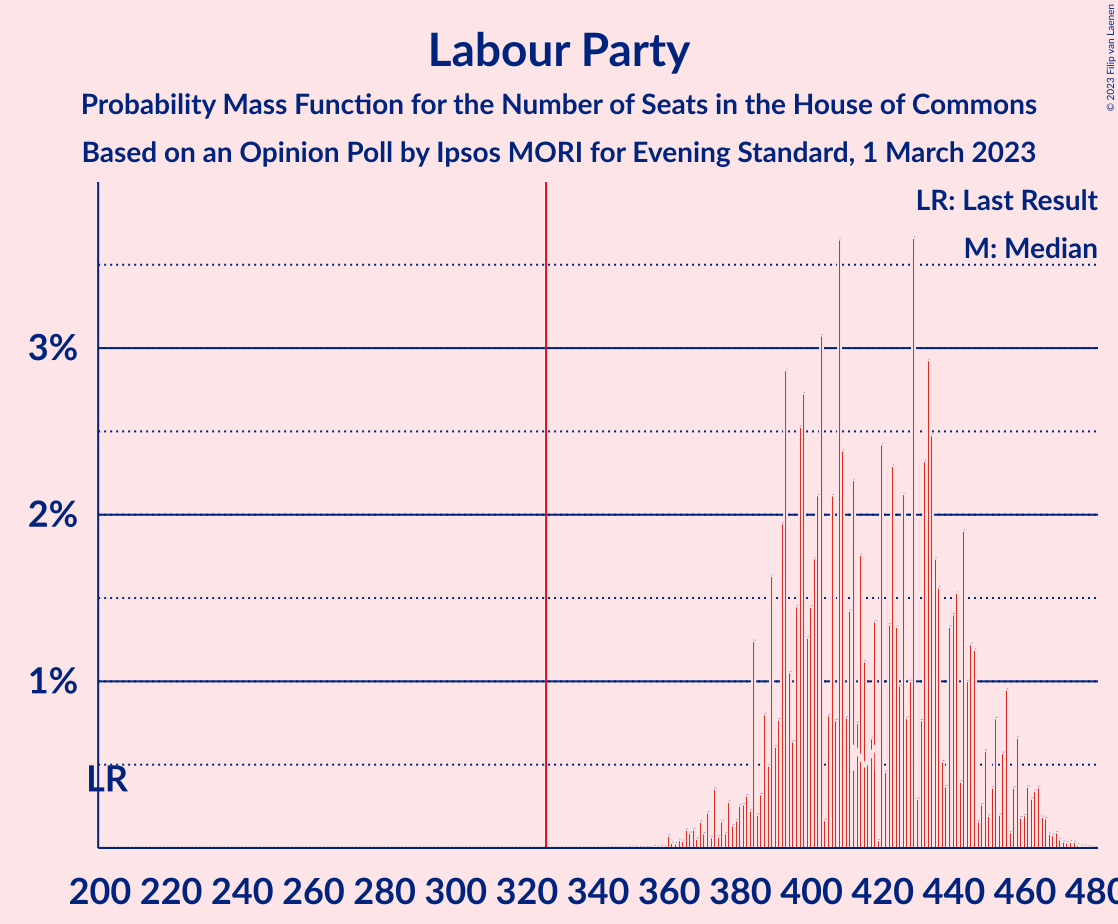 Labour Party
© 2023 Filip van Laenen
Probability Mass Function for the Number of Seats in the House of Commons
Based on an Opinion Poll by Ipsos MORI for Evening Standard, 1 March 2023
LR: Last Result
M: Median
3%
2%
1%
LR
M
200 220 240 260 280 300 320 340 360 380 400 420 440 460 480